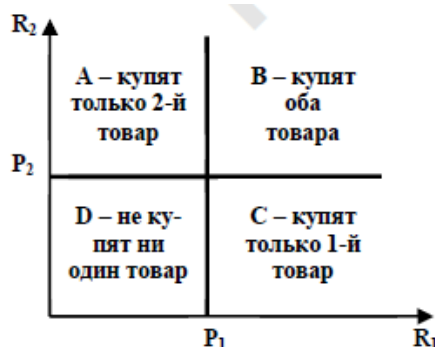 R₂
A – купят
только 2-й
товар
B – купят
оба
товара
P₂
D – не ку-
пят ни
один товар
C – купят
только 1-й
товар
P₁
R₁